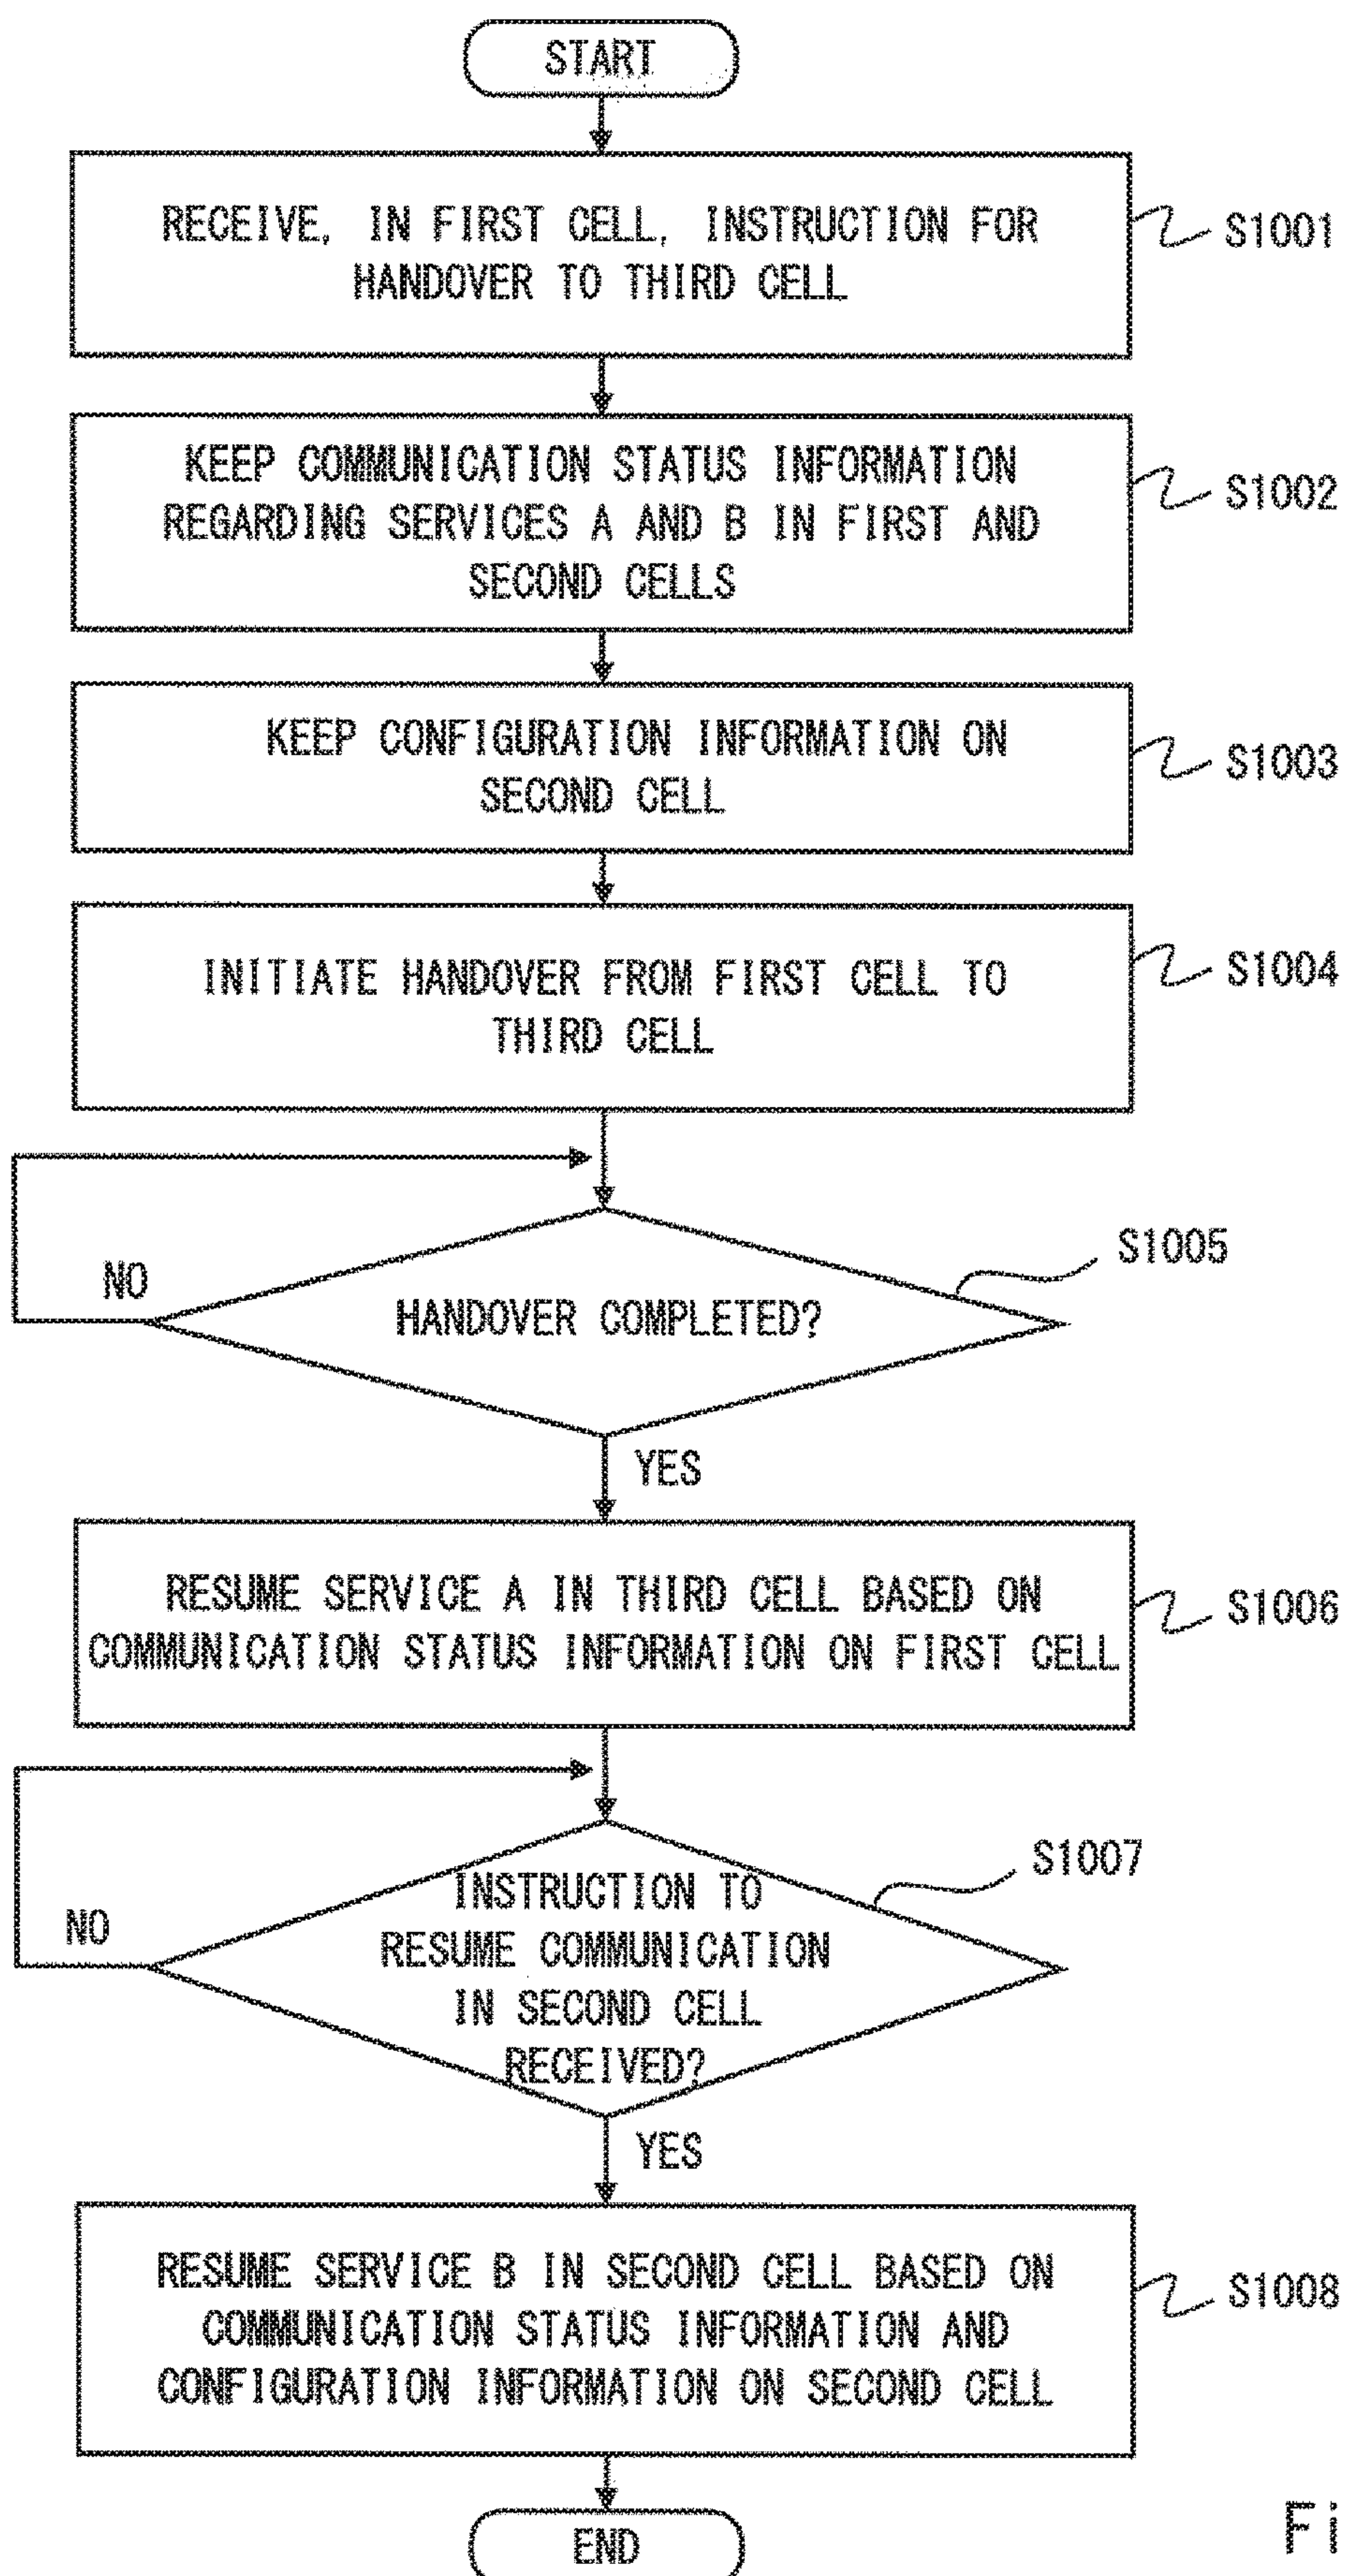 START
RECEIVE, IN FIRST CELL, INSTRUCTION FOR
HANDOVER TO THIRD CELL
S1001
KEEP COMMUNICATION STATUS INFORMATION
REGARDING SERVICES A AND B IN FIRST AND
SECOND CELLS
S1002
KEEP CONFIGURATION INFORMATION ON
SECOND CELL
S1003
INITIATE HANDOVER FROM FIRST CELL TO
THIRD CELL
S1004
NO
HANDOVER COMPLETED?
S1005
YES
RESUME SERVICE A IN THIRD CELL BASED ON
COMMUNICATION STATUS INFORMATION ON FIRST CELL
S1006
NO
INSTRUCTION TO
RESUME COMMUNICATION
IN SECOND CELL
RECEIVED?
S1007
YES
RESUME SERVICE B IN SECOND CELL BASED ON
COMMUNICATION STATUS INFORMATION AND
CONFIGURATION INFORMATION ON SECOND CELL
S1008
END
Fi